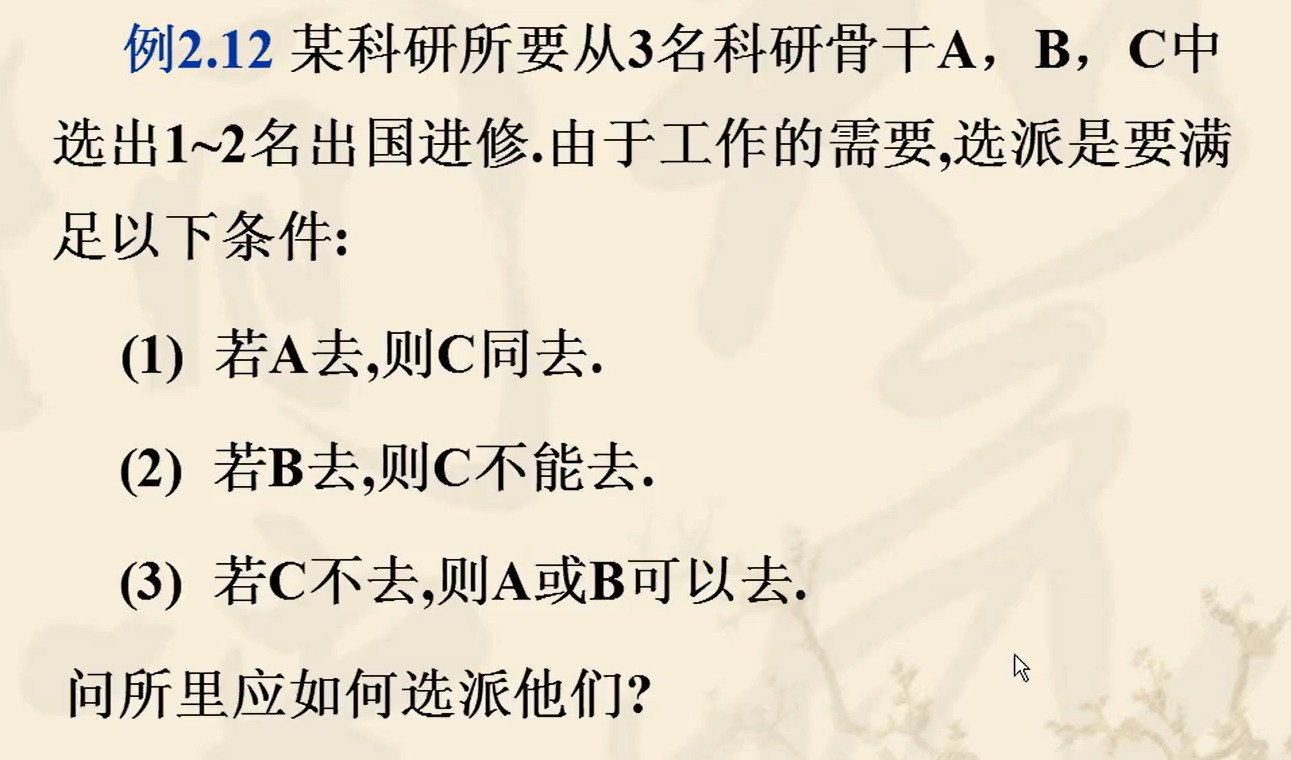 例2.12 某科研所要从3名科研骨干A，B，C中
选出1~2名出国进修.由于工作的需要,选派是要满
足以下条件:
(1) 若A去,则C同去.
(2) 若B去,则C不能去.
(3) 若C不去,则A或B可以去.
问所里应如何选派他们?